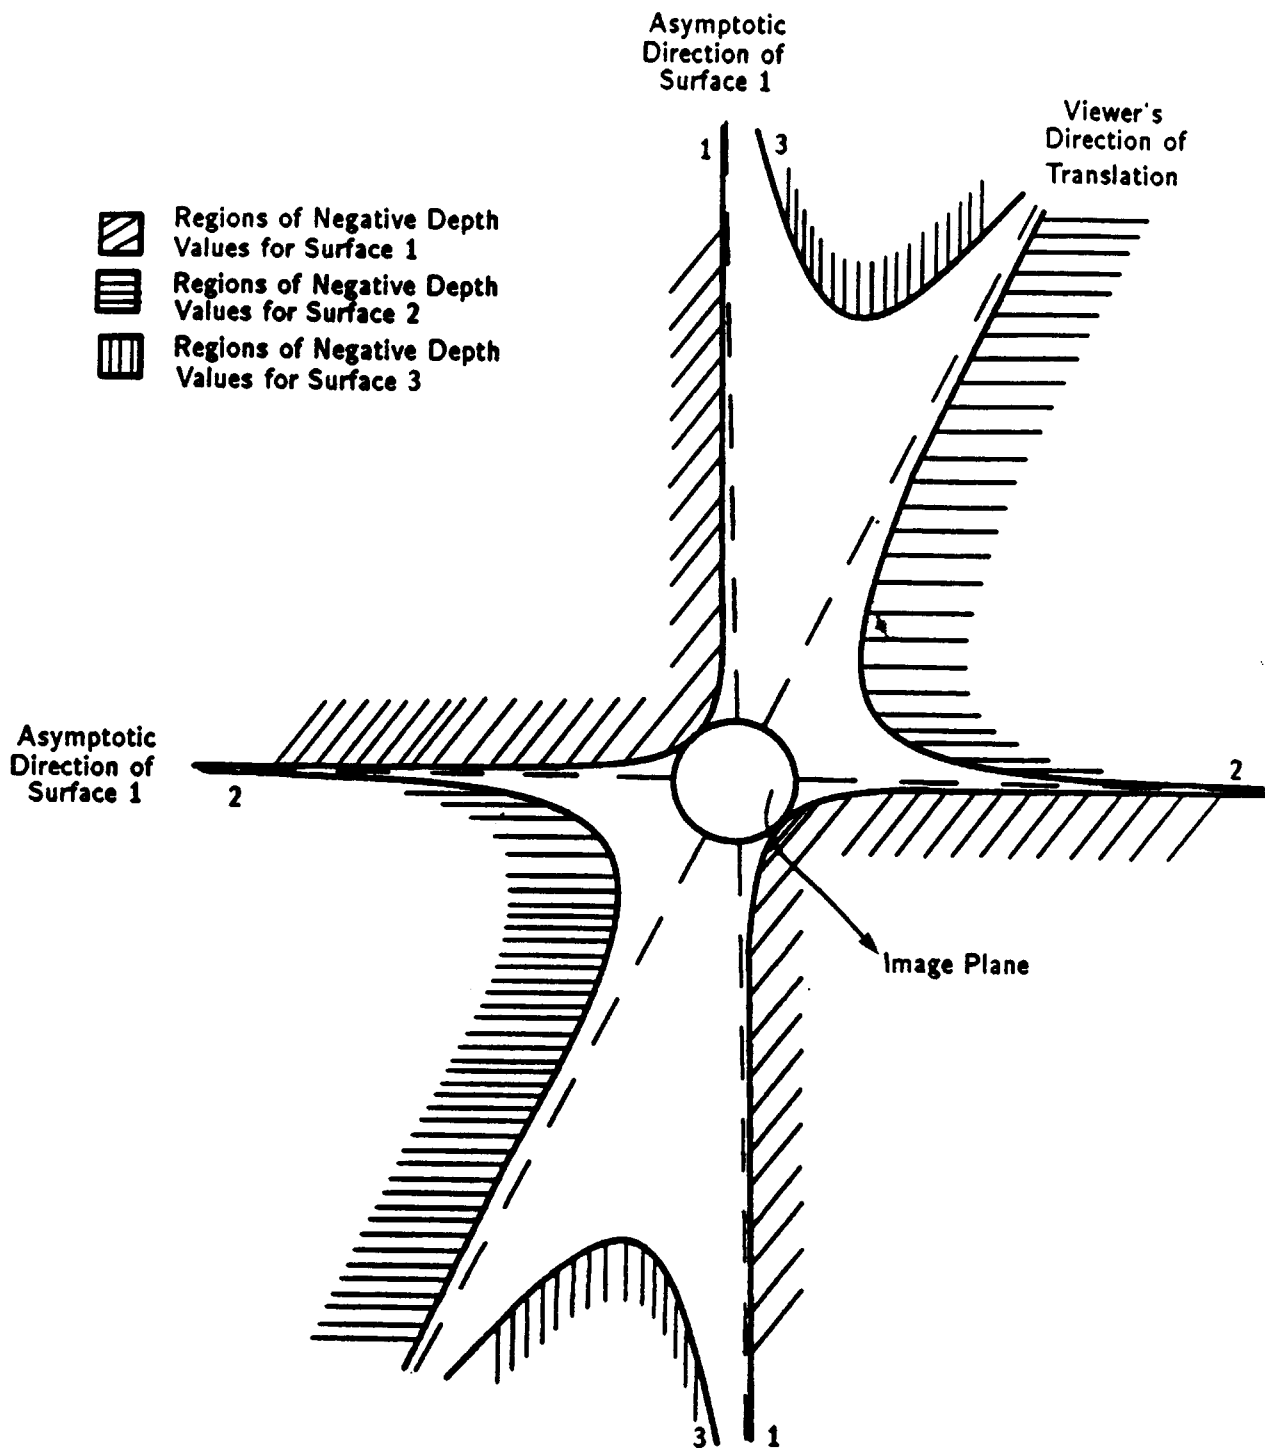 Asymptotic
Direction of
Surface 1
Viewer's
Direction of
Translation
1
3
Regions of Negative Depth
Values for Surface 1
Regions of Negative Depth
Values for Surface 2
Regions of Negative Depth
Values for Surface 3
Asymptotic
Direction of
Surface 1
2
2
Image Plane
3
1